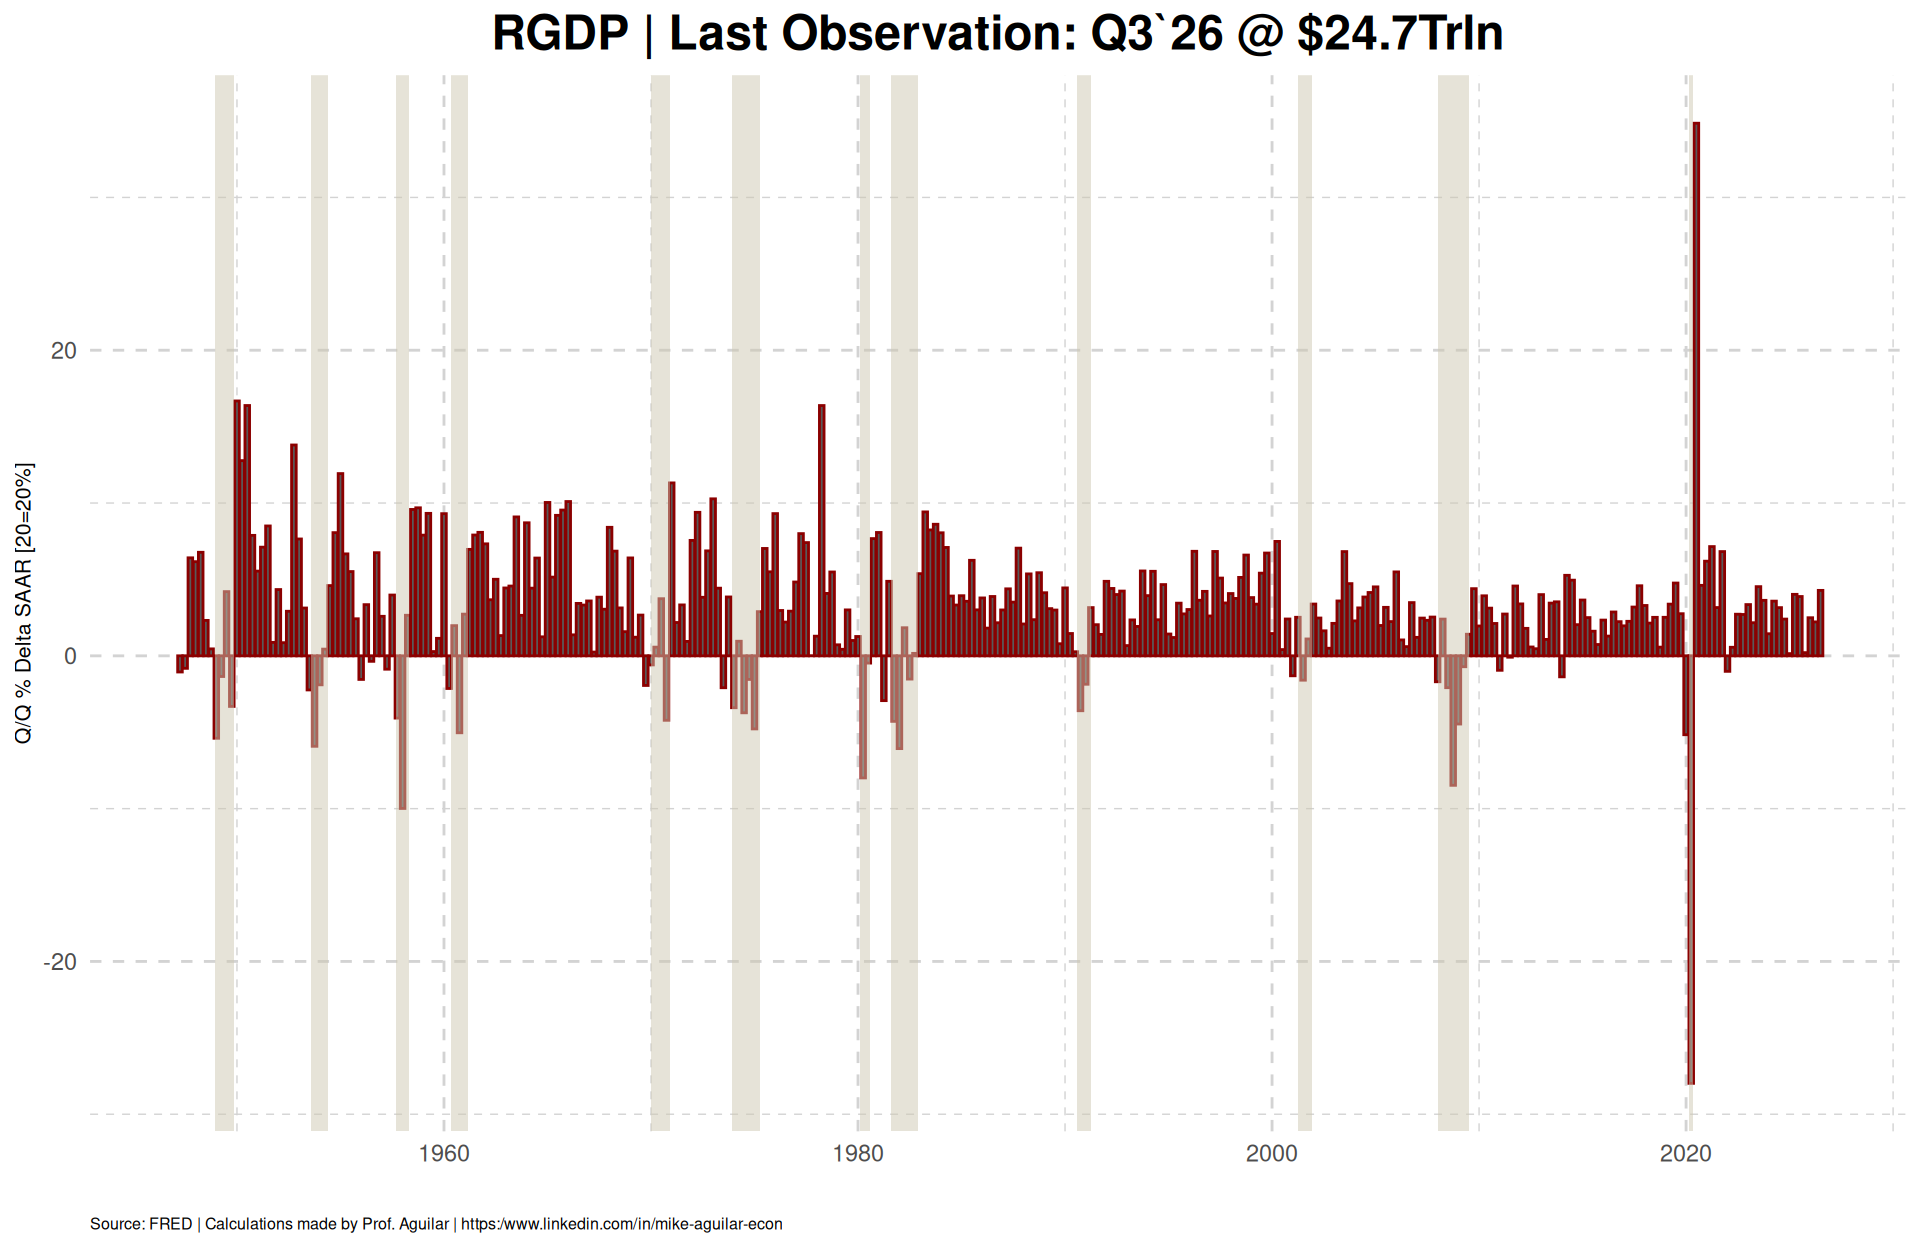 RGDP | Last Observation: Q3`26 @ $24.7Trln
Q/Q % Delta SAAR [20=20%]
20
0
-20
1960
1980
2000
2020
Source: FRED | Calculations made by Prof. Aguilar | https:/www.linkedin.com/in/mike-aguilar-econ